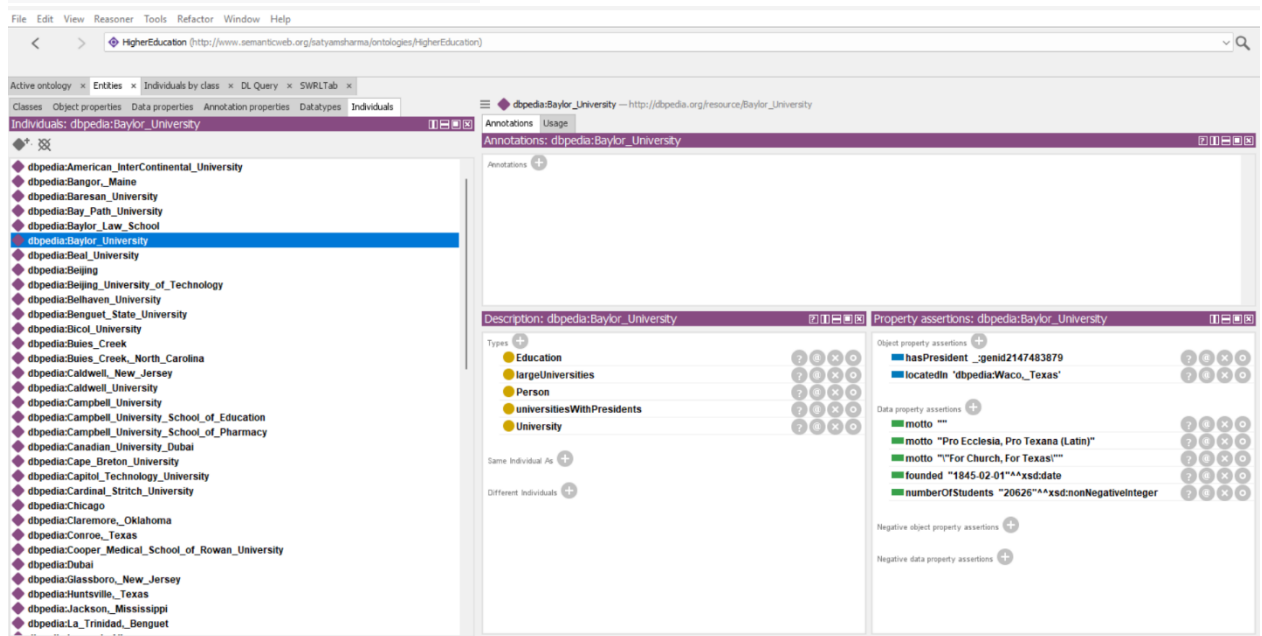 File Edit View Reasoner Tools Refactor Window Help
< > HigherEducation (http://www.semanticweb.org/satyamsharma/ontologies/HigherEducation)
Active ontology × Entities × Individuals by class × DL Query × SWRLTab ×
Classes Object properties Data properties Annotation properties Datatypes Individuals
Individuals: dbpedia:Baylor_University
dbpedia:American_InterContinental_University
dbpedia:Bangor,_Maine
dbpedia:Baresan_University
dbpedia:Bay_Path_University
dbpedia:Baylor_Law_School
dbpedia:Baylor_University
dbpedia:Beal_University
dbpedia:Beijing
dbpedia:Beijing_University_of_Technology
dbpedia:Belhaven_University
dbpedia:Benguet_State_University
dbpedia:Bicol_University
dbpedia:Buies_Creek
dbpedia:Buies_Creek,_North_Carolina
dbpedia:Caldwell,_New_Jersey
dbpedia:Caldwell_University
dbpedia:Campbell_University
dbpedia:Campbell_University_School_of_Education
dbpedia:Campbell_University_School_of_Pharmacy
dbpedia:Canadian_University_Dubai
dbpedia:Cape_Breton_University
dbpedia:Capitol_Technology_University
dbpedia:Cardinal_Stritch_University
dbpedia:Chicago
dbpedia:Claremore,_Oklahoma
dbpedia:Conroe,_Texas
dbpedia:Cooper_Medical_School_of_Rowan_University
dbpedia:Dubai
dbpedia:Glassboro,_New_Jersey
dbpedia:Huntsville,_Texas
dbpedia:Jackson,_Mississippi
dbpedia:La_Trinidad,_Benguet
dbpedia:Baylor_University — http://dbpedia.org/resource/Baylor_University
Annotations Usage
Annotations: dbpedia:Baylor_University
Annotations
Description: dbpedia:Baylor_University
Types
Education
largeUniversities
Person
universitiesWithPresidents
University
Same Individual As
Different Individuals
Property assertions: dbpedia:Baylor_University
Object property assertions
hasPresident _:genid2147483879
locatedIn 'dbpedia:Waco,_Texas'
Data property assertions
motto ""
motto "Pro Ecclesia, Pro Texana (Latin)"
motto "\"For Church, For Texas\""
founded "1845-02-01"^^xsd:date
numberOfStudents "20626"^^xsd:nonNegativeInteger
Negative object property assertions
Negative data property assertions